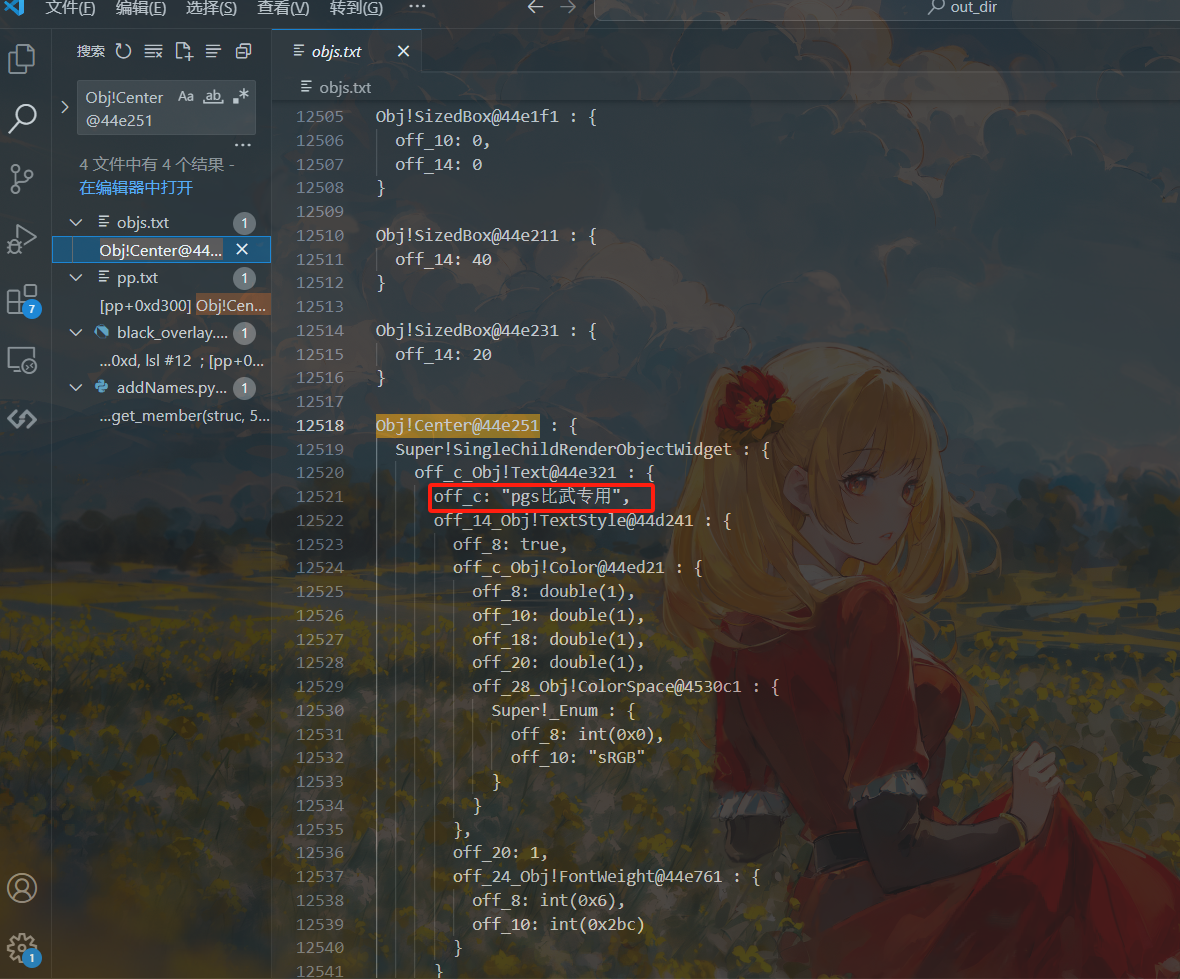 文件(F) 编辑(E) 选择(S) 查看(V) 转到(G) ··· out_dir
搜索
objs.txt
Obj!Center
@44e251
Aa ab
4 文件中有 4 个结果 -
在编辑器中打开
objs.txt 1
Obj!Center@44...
pp.txt 1
[pp+0xd300] Obj!Cen...
black_overlay.... 1
...0xd, lsl #12 ; [pp+0...
addNames.py... 1
...get_member(struc, 5...
7
1
objs.txt
12505 Obj!SizedBox@44e1f1 : {
12506 off_10: 0,
12507 off_14: 0
12508 }
12509
12510 Obj!SizedBox@44e211 : {
12511 off_14: 40
12512 }
12513
12514 Obj!SizedBox@44e231 : {
12515 off_14: 20
12516 }
12517
12518 Obj!Center@44e251 : {
12519 Super!SingleChildRenderObjectWidget : {
12520 off_c_Obj!Text@44e321 : {
12521 off_c: "pgs比武专用",
12522 off_14_Obj!TextStyle@44d241 : {
12523 off_8: true,
12524 off_c_Obj!Color@44ed21 : {
12525 off_8: double(1),
12526 off_10: double(1),
12527 off_18: double(1),
12528 off_20: double(1),
12529 off_28_Obj!ColorSpace@4530c1 : {
12530 Super!_Enum : {
12531 off_8: int(0x0),
12532 off_10: "sRGB"
12533 }
12534 }
12535 },
12536 off_20: 1,
12537 off_24_Obj!FontWeight@44e761 : {
12538 off_8: int(0x6),
12539 off_10: int(0x2bc)
12540 }
12541 }